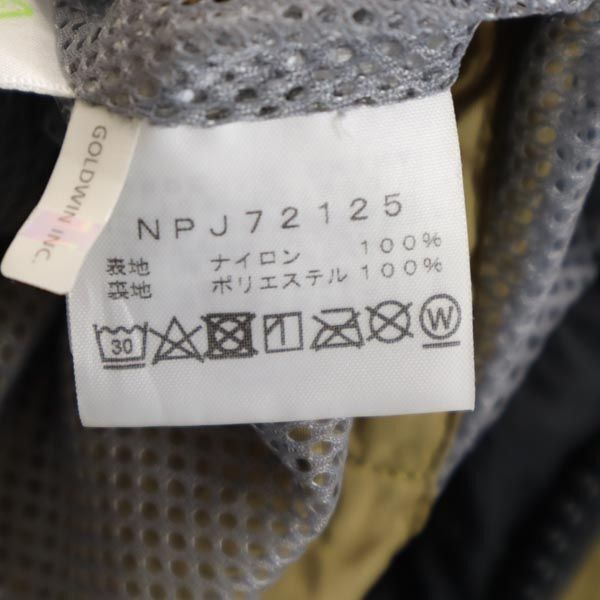 GOLDWIN INC.
NPJ72125
表地 ナイロン 100%
裏地 ポリエステル 100%
30
W